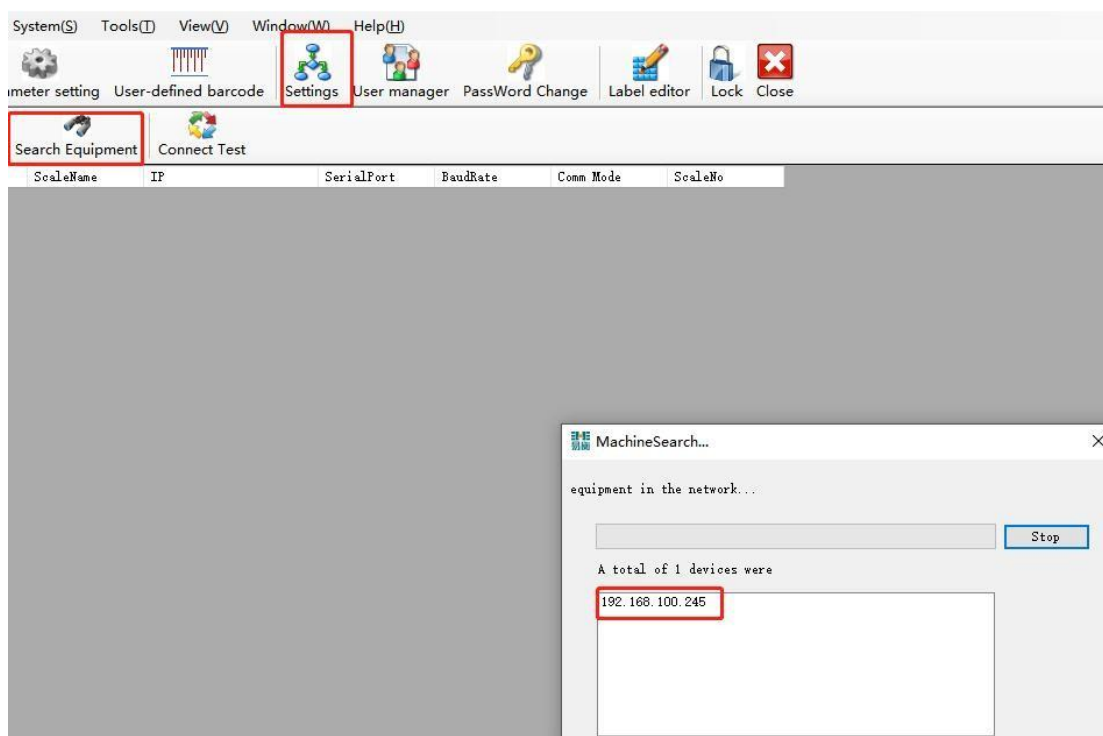 System(S) Tools(T) View(V) Window(W) Help(H)
ameter setting User-defined barcode Settings User manager PassWord Change Label editor Lock Close
Search Equipment Connect Test
ScaleName IP SerialPort BaudRate Comm Mode ScaleNo
MachineSearch...
equipment in the network...
Stop
A total of 1 devices were
192.168.100.245